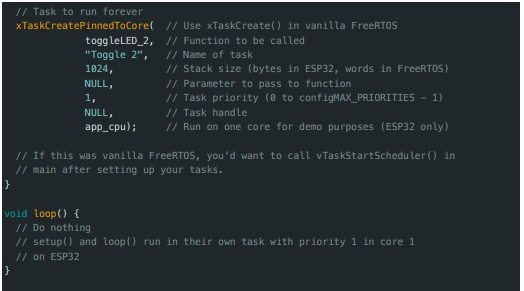 // Task to run forever
xTaskCreatePinnedToCore(  // Use xTaskCreate() in vanilla FreeRTOS
toggleLED_2,  // Function to be called
"Toggle 2",  // Name of task
1024,  // Stack size (bytes in ESP32, words in FreeRTOS)
NULL,  // Parameter to pass to function
1,  // Task priority (0 to configMAX_PRIORITIES - 1)
NULL,  // Task handle
app_cpu);  // Run on one core for demo purposes (ESP32 only)
// If this was vanilla FreeRTOS, you'd want to call vTaskStartScheduler() in
// main after setting up your tasks.
}
void loop() {
// Do nothing
// setup() and loop() run in their own task with priority 1 in core 1
// on ESP32
}